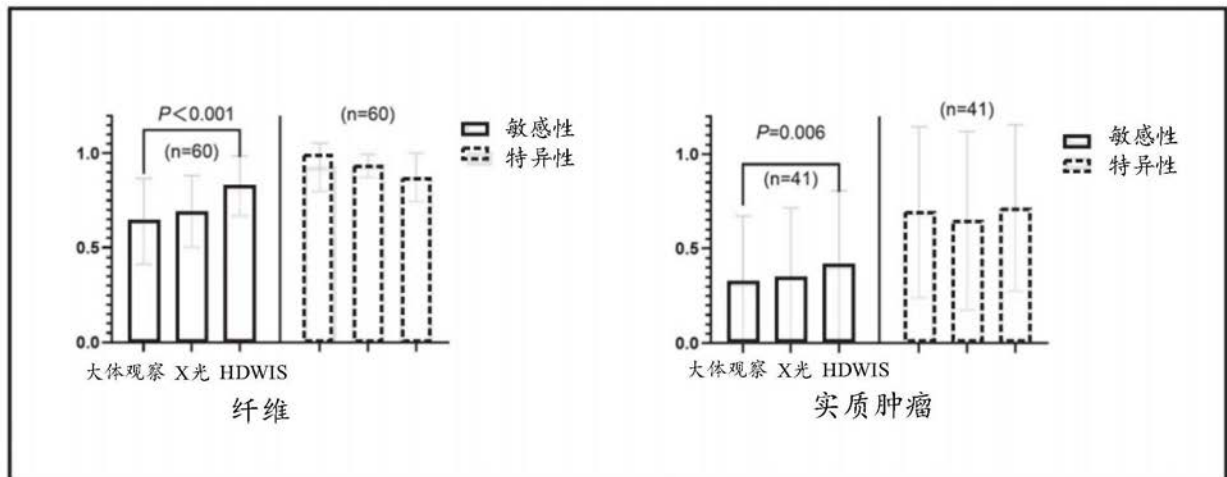 P＜0.001
(n=60)
(n=60)
敏感性
特异性
1.0
0.5
0.0
大体观察 X光 HDWIS
纤维
P=0.006
(n=41)
(n=41)
敏感性
特异性
1.0
0.5
0.0
大体观察 X光 HDWIS
实质肿瘤